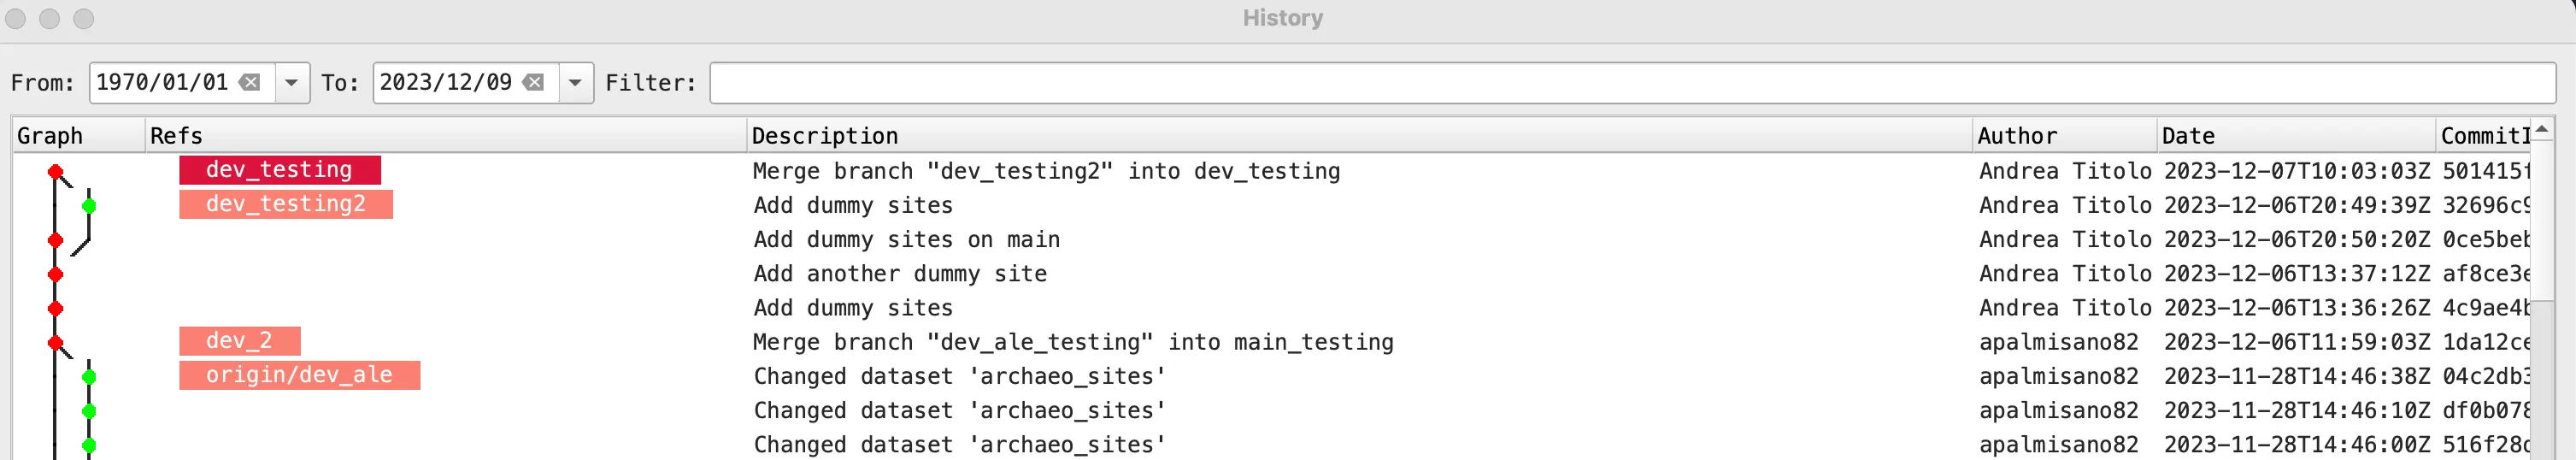 History
From: 1970/01/01 To: 2023/12/09 Filter:
Graph Refs Description Author Date
dev_testing Merge branch "dev_testing2" into dev_testing Andrea Titolo 2023-12-07T10:03:03Z 501415f
dev_testing2 Add dummy sites Andrea Titolo 2023-12-06T20:49:39Z 32696c9
Add dummy sites on main Andrea Titolo 2023-12-06T20:50:20Z 0ce5beb
Add another dummy site Andrea Titolo 2023-12-06T13:37:12Z af8ce3e
Add dummy sites Andrea Titolo 2023-12-06T13:36:26Z 4c9ae4b
dev_2 Merge branch "dev_ale_testing" into main_testing apalmisano82 2023-12-06T11:59:03Z 1da12ce
origin/dev_ale Changed dataset 'archaeo_sites' apalmisano82 2023-11-28T14:46:38Z 04c2db3
Changed dataset 'archaeo_sites' apalmisano82 2023-11-28T14:46:10Z df0b078
Changed dataset 'archaeo_sites' apalmisano82 2023-11-28T14:46:00Z 516f28